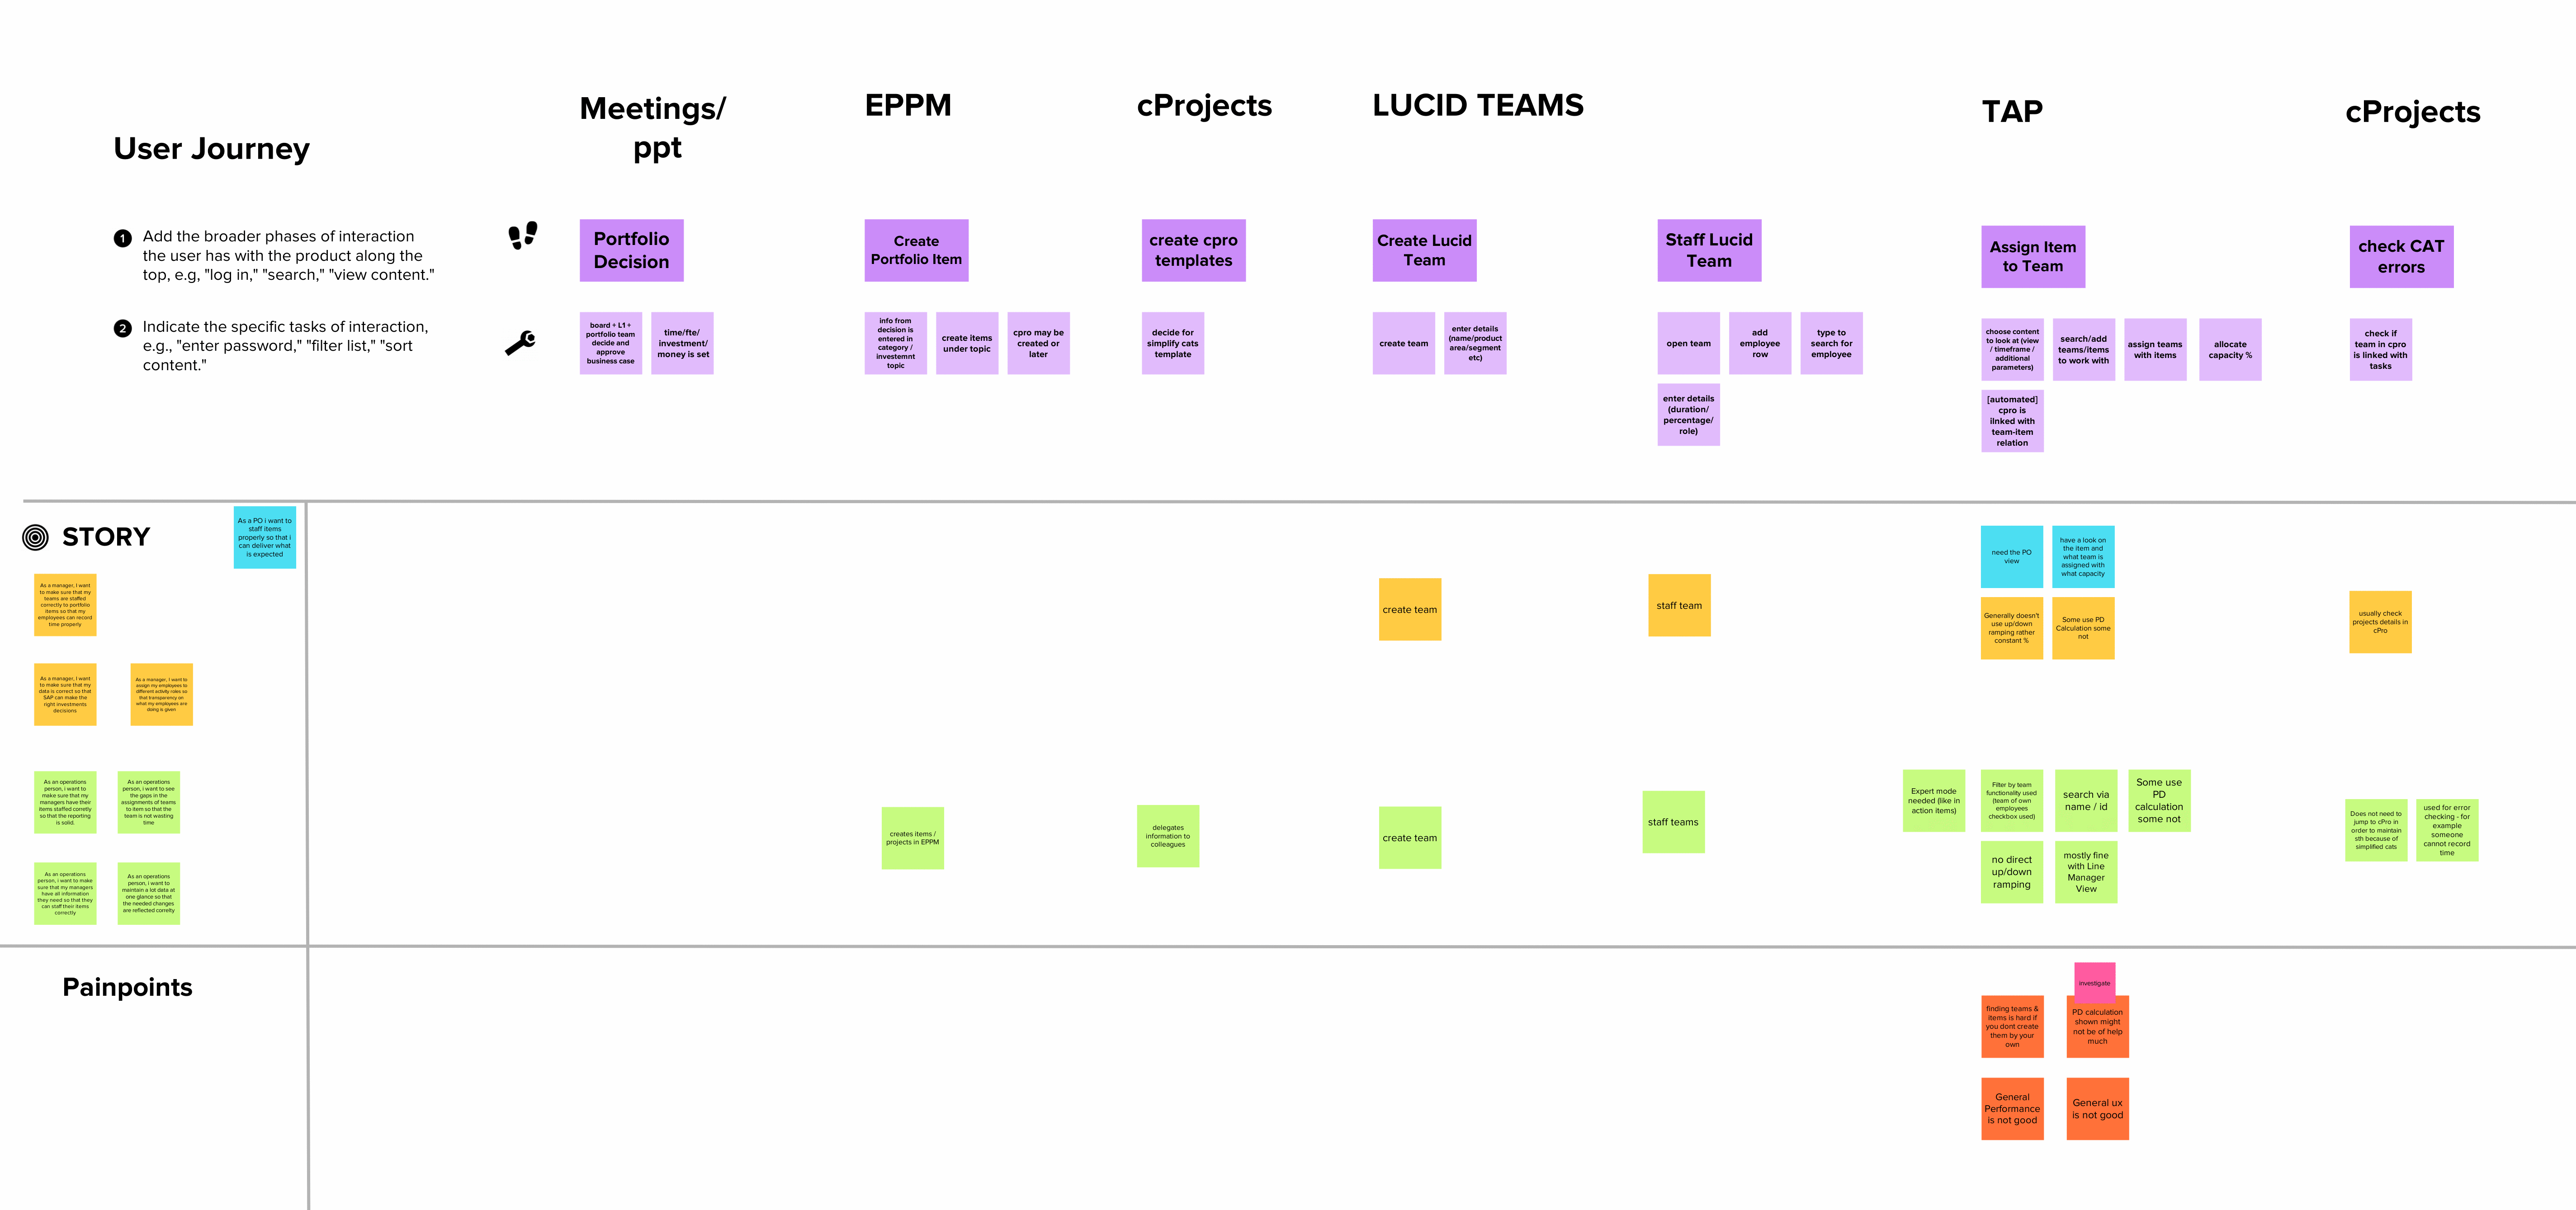 User Journey
1
Add the broader phases of interaction
the user has with the product along the
top, e.g, "log in," "search," "view content."
2
Indicate the specific tasks of interaction,
e.g., "enter password," "filter list," "sort
content."
Meetings/
ppt
EPPM
cProjects
LUCID TEAMS
TAP
cProjects
Portfolio
Decision
Create
Portfolio Item
create cpro
templates
Create Lucid
Team
Staff Lucid
Team
Assign Item
to Team
check CAT
errors
board + L1 +
portfolio team
decide and
approve
business case
time/fte/
investment/
money is set
info from
decision is
entered in
category /
investemnt
topic
create items
under topic
cpro may be
created or
later
decide for
simplify cats
template
create team
enter details
(name/product
area/segment
etc)
open team
add
employee
row
type to
search for
employee
enter details
(duration/
percentage/
role)
choose content
to look at (view
/ timeframe /
additional
parameters)
search/add
teams/items
to work with
assign teams
with items
allocate
capacity %
[automated]
cpro is
ilnked with
team-item
relation
check if
team in cpro
is linked with
tasks
STORY
As a PO i want to
staff items
properly so that i
can deliver what
is expected
As a manager, I want
to make sure that my
teams are staffed
correctly to portfolio
items so that my
employees can record
time properly
As a manager, I want
to make sure that my
data is correct so that
SAP can make the
right investments
decisions
As a manager, I want to
assign my employees to
different activity roles so
that transparency on
what my employees are
doing is given
As an operations
person, i want to
make sure that my
managers have their
items staffed corretly
so that the reporting
is solid.
As an operations
person, i want to see
the gaps in the
assignments of teams
to item so that the
team is not wasting
time
As an operations
person, i want to make
sure that my managers
have all information
they need so that they
can staff their items
correctly
As an operations
person, i want to
maintain a lot data at
one glance so that
the needed changes
are reflected corretly
create team
staff team
need the PO
view
have a look on
the item and
what team is
assigned with
what capacity
Generally doesn't
use up/down
ramping rather
constant %
Some use PD
Calculation some
not
usually check
projects details in
cPro
creates items /
projects in EPPM
delegates
information to
colleagues
create team
staff teams
Expert mode
needed (like in
action items)
Filter by team
functionality used
(team of own
employees
checkbox used)
search via
name / id
Some use
PD
calculation
some not
no direct
up/down
ramping
mostly fine
with Line
Manager
View
Does not need to
jump to cPro in
order to maintain
sth because of
simplified cats
used for error
checking - for
example
someone
cannot record
time
Painpoints
investigate
finding teams &
items is hard if
you dont create
them by your
own
PD calculation
shown might
not be of help
much
General
Performance
is not good
General ux
is not good